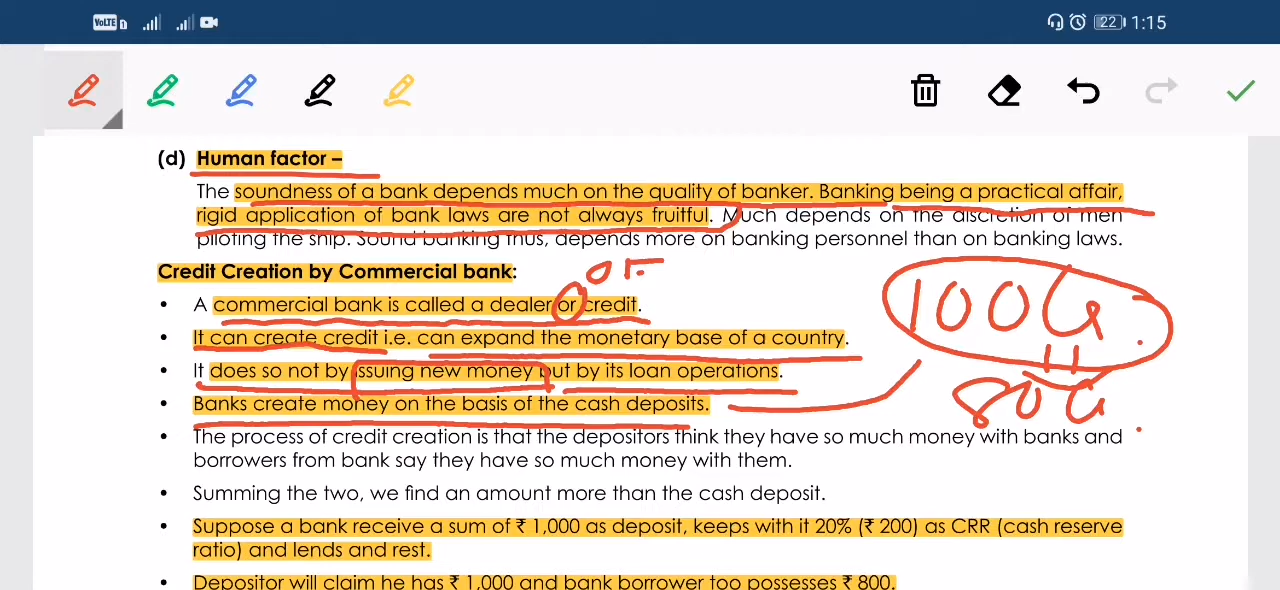 VoLTE 1 22 1:15
(d) Human factor –
The soundness of a bank depends much on the quality of banker. Banking being a practical affair,
rigid application of bank laws are not always fruitful. Much depends on the discretion of men
piloting the ship. Sound banking thus, depends more on banking personnel than on banking laws.
Credit Creation by Commercial bank:
or
• A commercial bank is called a dealer or credit.
100
• It can create credit i.e. can expand the monetary base of a country.
• It does so not by issuing new money but by its loan operations.
80
• Banks create money on the basis of the cash deposits.
• The process of credit creation is that the depositors think they have so much money with banks and
borrowers from bank say they have so much money with them.
• Summing the two, we find an amount more than the cash deposit.
• Suppose a bank receive a sum of ₹ 1,000 as deposit, keeps with it 20% (₹ 200) as CRR (cash reserve
ratio) and lends and rest.
• Depositor will claim he has ₹ 1,000 and bank borrower too possesses ₹ 800.